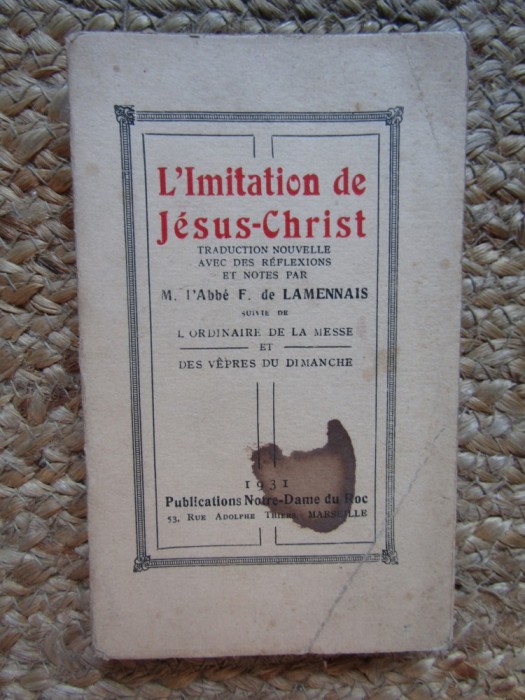 L'Imitation de
Jésus-Christ
TRADUCTION NOUVELLE
AVEC DES RÉFLEXIONS
ET NOTES PAR
M. l'Abbé F. de LAMENNAIS
SUIVIE DE
L'ORDINAIRE DE LA MESSE
ET
DES VÊPRES DU DIMANCHE
1931
Publications Notre-Dame du Roc
53, RUE ADOLPHE THIERS, MARSEILLE